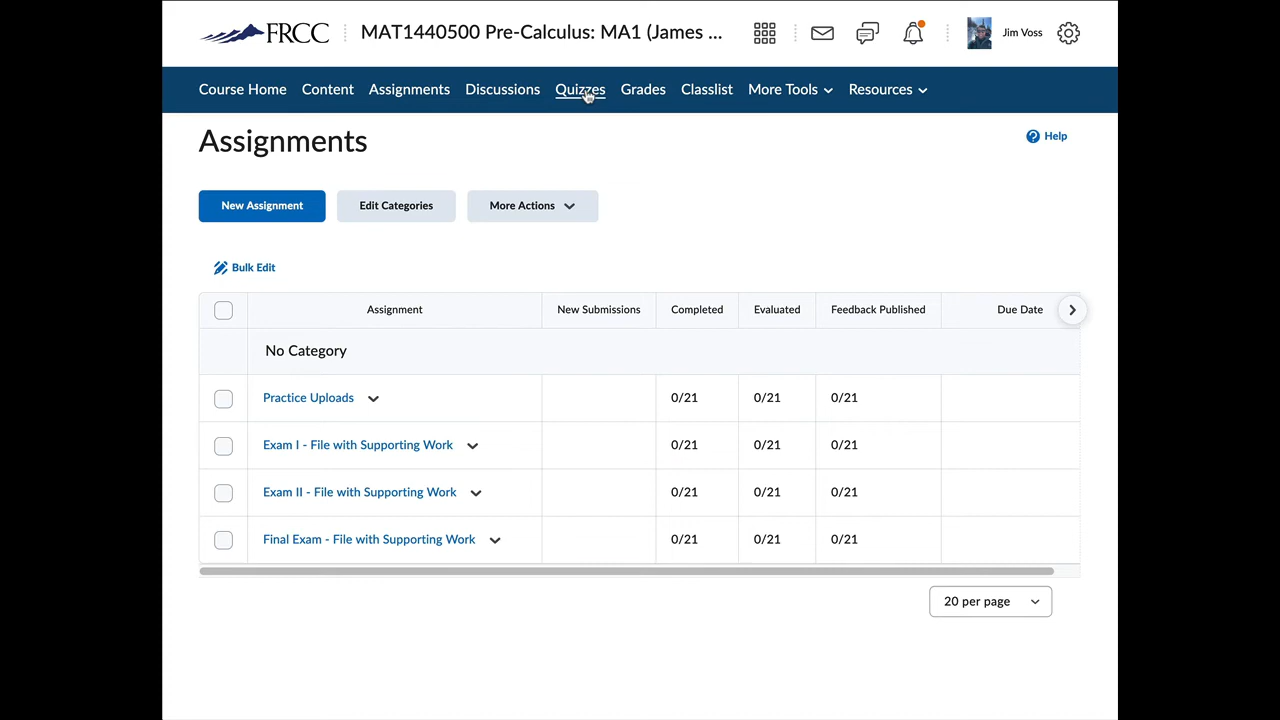 FRCC
MAT1440500 Pre-Calculus: MA1 (James ...
Jim Voss
Course Home Content Assignments Discussions Quizzes Grades Classlist More Tools Resources
Assignments
Help
New Assignment Edit Categories More Actions
Bulk Edit
Assignment New Submissions Completed Evaluated Feedback Published Due Date
No Category
Practice Uploads 0/21 0/21 0/21
Exam I - File with Supporting Work 0/21 0/21 0/21
Exam II - File with Supporting Work 0/21 0/21 0/21
Final Exam - File with Supporting Work 0/21 0/21 0/21
20 per page